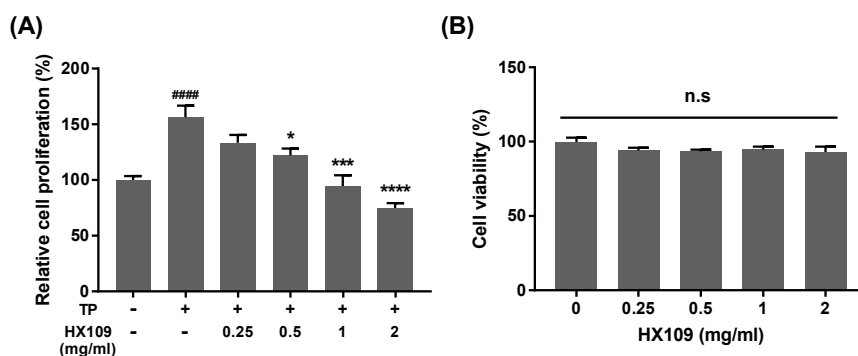 (A)
Relative cell proliferation (%)
200
150
100
50
0
####
*
***
****
TP - + + + + +
HX109 - - 0.25 0.5 1 2
(mg/ml)
(B)
Cell viability (%)
150
100
50
0
n.s
0 0.25 0.5 1 2
HX109 (mg/ml)